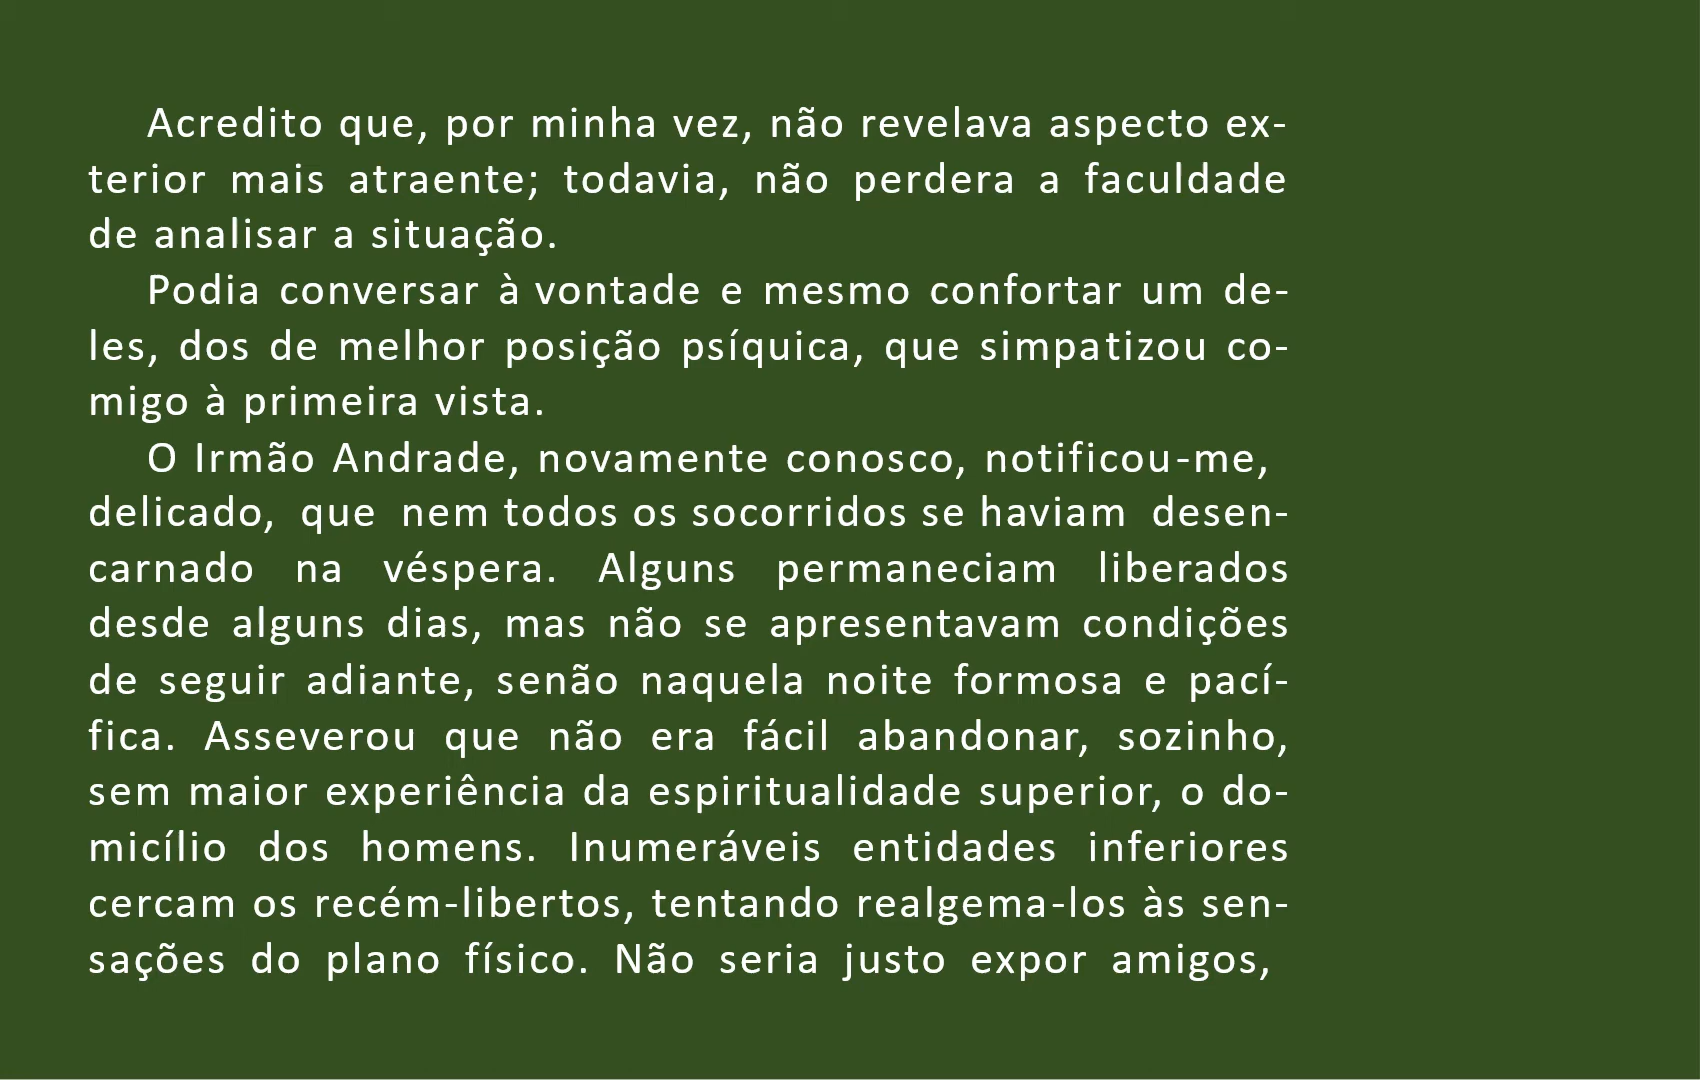 Acredito que, por minha vez, não revelava aspecto ex-
terior mais atraente; todavia, não perdera a faculdade
de analisar a situação.
Podia conversar à vontade e mesmo confortar um de-
les, dos de melhor posição psíquica, que simpatizou co-
migo à primeira vista.
O Irmão Andrade, novamente conosco, notificou-me,
delicado, que nem todos os socorridos se haviam desen-
carnado na véspera. Alguns permaneciam liberados
desde alguns dias, mas não se apresentavam condições
de seguir adiante, senão naquela noite formosa e pací-
fica. Asseverou que não era fácil abandonar, sozinho,
sem maior experiência da espiritualidade superior, o do-
micílio dos homens. Inumeráveis entidades inferiores
cercam os recém-libertos, tentando realgema-los às sen-
sações do plano físico. Não seria justo expor amigos,